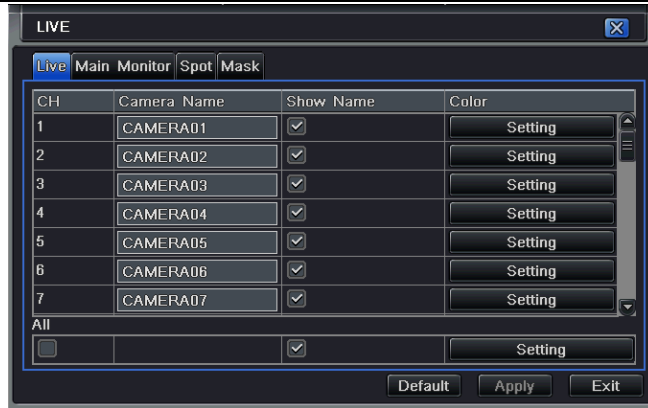 LIVE
Live Main Monitor Spot Mask
CH Camera Name Show Name Color
1 CAMERA01 Setting
2 CAMERA02 Setting
3 CAMERA03 Setting
4 CAMERA04 Setting
5 CAMERA05 Setting
6 CAMERA06 Setting
7 CAMERA07 Setting
All
Setting
Default Apply Exit